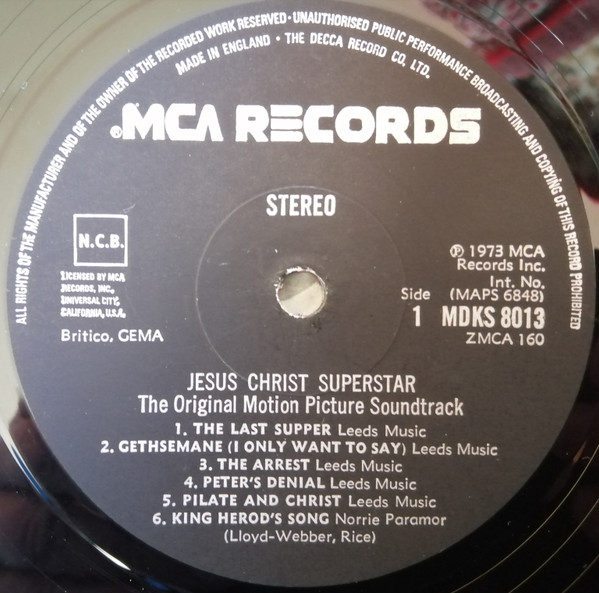 ALL RIGHTS OF THE MANUFACTURER AND OF THE OWNER OF THE RECORDED WORK RESERVED · UNAUTHORISED PUBLIC PERFORMANCE BROADCASTING AND COPYING OF THIS RECORD PROHIBITED
MADE IN ENGLAND · THE DECCA RECORD CO. LTD.
®MCA RECORDS
STEREO
N.C.B.
LICENSED BY MCA
RECORDS, INC.,
UNIVERSAL CITY,
CALIFORNIA, U.S.A.
Britico, GEMA
℗ 1973 MCA
Records Inc.
Int. No.
Side (MAPS 6848)
1 MDKS 8013
ZMCA 160
JESUS CHRIST SUPERSTAR
The Original Motion Picture Soundtrack
1. THE LAST SUPPER Leeds Music
2. GETHSEMANE (I ONLY WANT TO SAY) Leeds Music
3. THE ARREST Leeds Music
4. PETER'S DENIAL Leeds Music
5. PILATE AND CHRIST Leeds Music
6. KING HEROD'S SONG Norrie Paramor
(Lloyd-Webber, Rice)